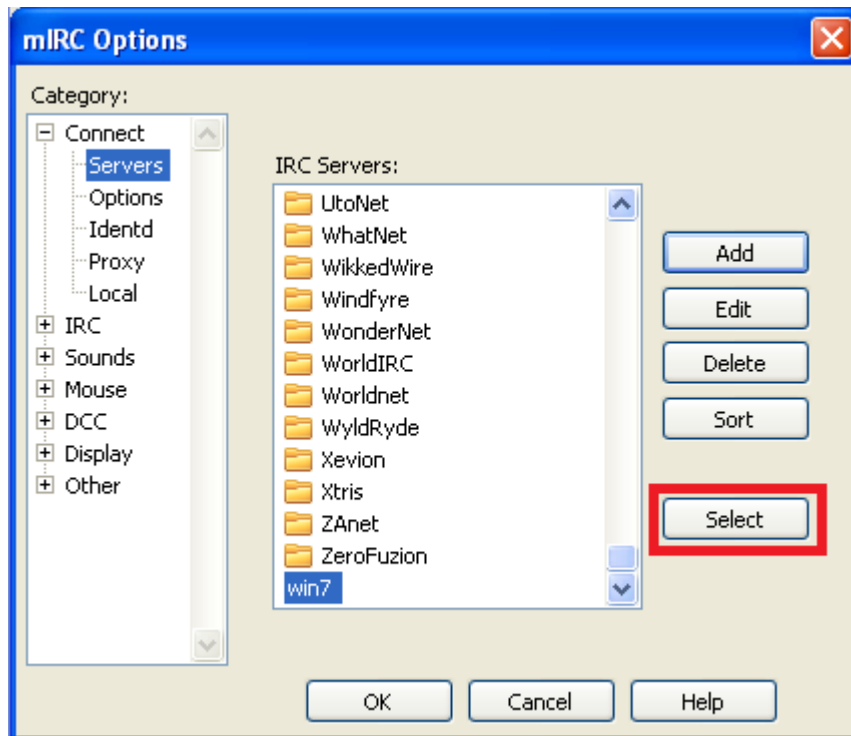 mIRC Options
Category:
Connect
Servers
Options
Identd
Proxy
Local
IRC
Sounds
Mouse
DCC
Display
Other
IRC Servers:
UtoNet
WhatNet
WikkedWire
Windfyre
WonderNet
WorldIRC
Worldnet
WyldRyde
Xevion
Xtris
ZAnet
ZeroFuzion
win7
Add
Edit
Delete
Sort
Select
OK
Cancel
Help